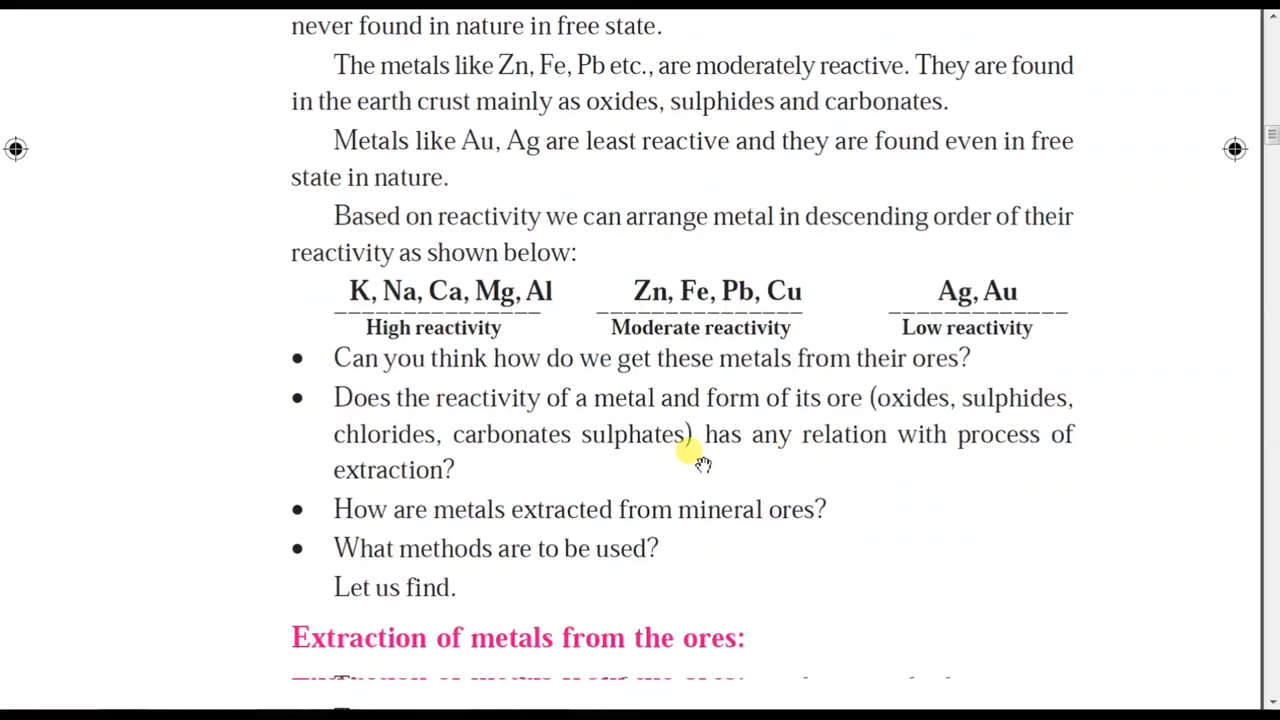 never found in nature in free state.
The metals like Zn, Fe, Pb etc., are moderately reactive. They are found
in the earth crust mainly as oxides, sulphides and carbonates.
Metals like Au, Ag are least reactive and they are found even in free
state in nature.
Based on reactivity we can arrange metal in descending order of their
reactivity as shown below:
K, Na, Ca, Mg, Al Zn, Fe, Pb, Cu Ag, Au
High reactivity Moderate reactivity Low reactivity
• Can you think how do we get these metals from their ores?
• Does the reactivity of a metal and form of its ore (oxides, sulphides,
chlorides, carbonates sulphates) has any relation with process of
extraction?
• How are metals extracted from mineral ores?
• What methods are to be used?
Let us find.
Extraction of metals from the ores: